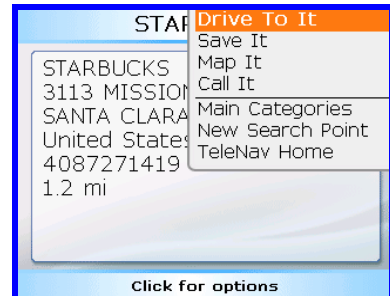 STAR
Drive To It
Save It
Map It
Call It
Main Categories
New Search Point
TeleNav Home
STARBUCKS
3113 MISSION
SANTA CLARA
United States
4087271419
1.2 mi
Click for options